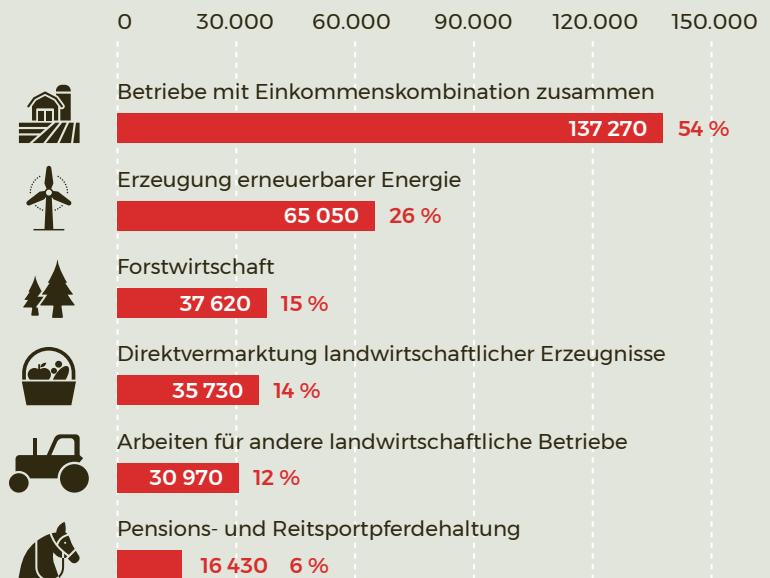 0 30.000 60.000 90.000 120.000 150.000
Betriebe mit Einkommenskombination zusammen
137 270 54 %
Erzeugung erneuerbarer Energie
65 050 26 %
Forstwirtschaft
37 620 15 %
Direktvermarktung landwirtschaftlicher Erzeugnisse
35 730 14 %
Arbeiten für andere landwirtschaftliche Betriebe
30 970 12 %
Pensions- und Reitsportpferdehaltung
16 430 6 %